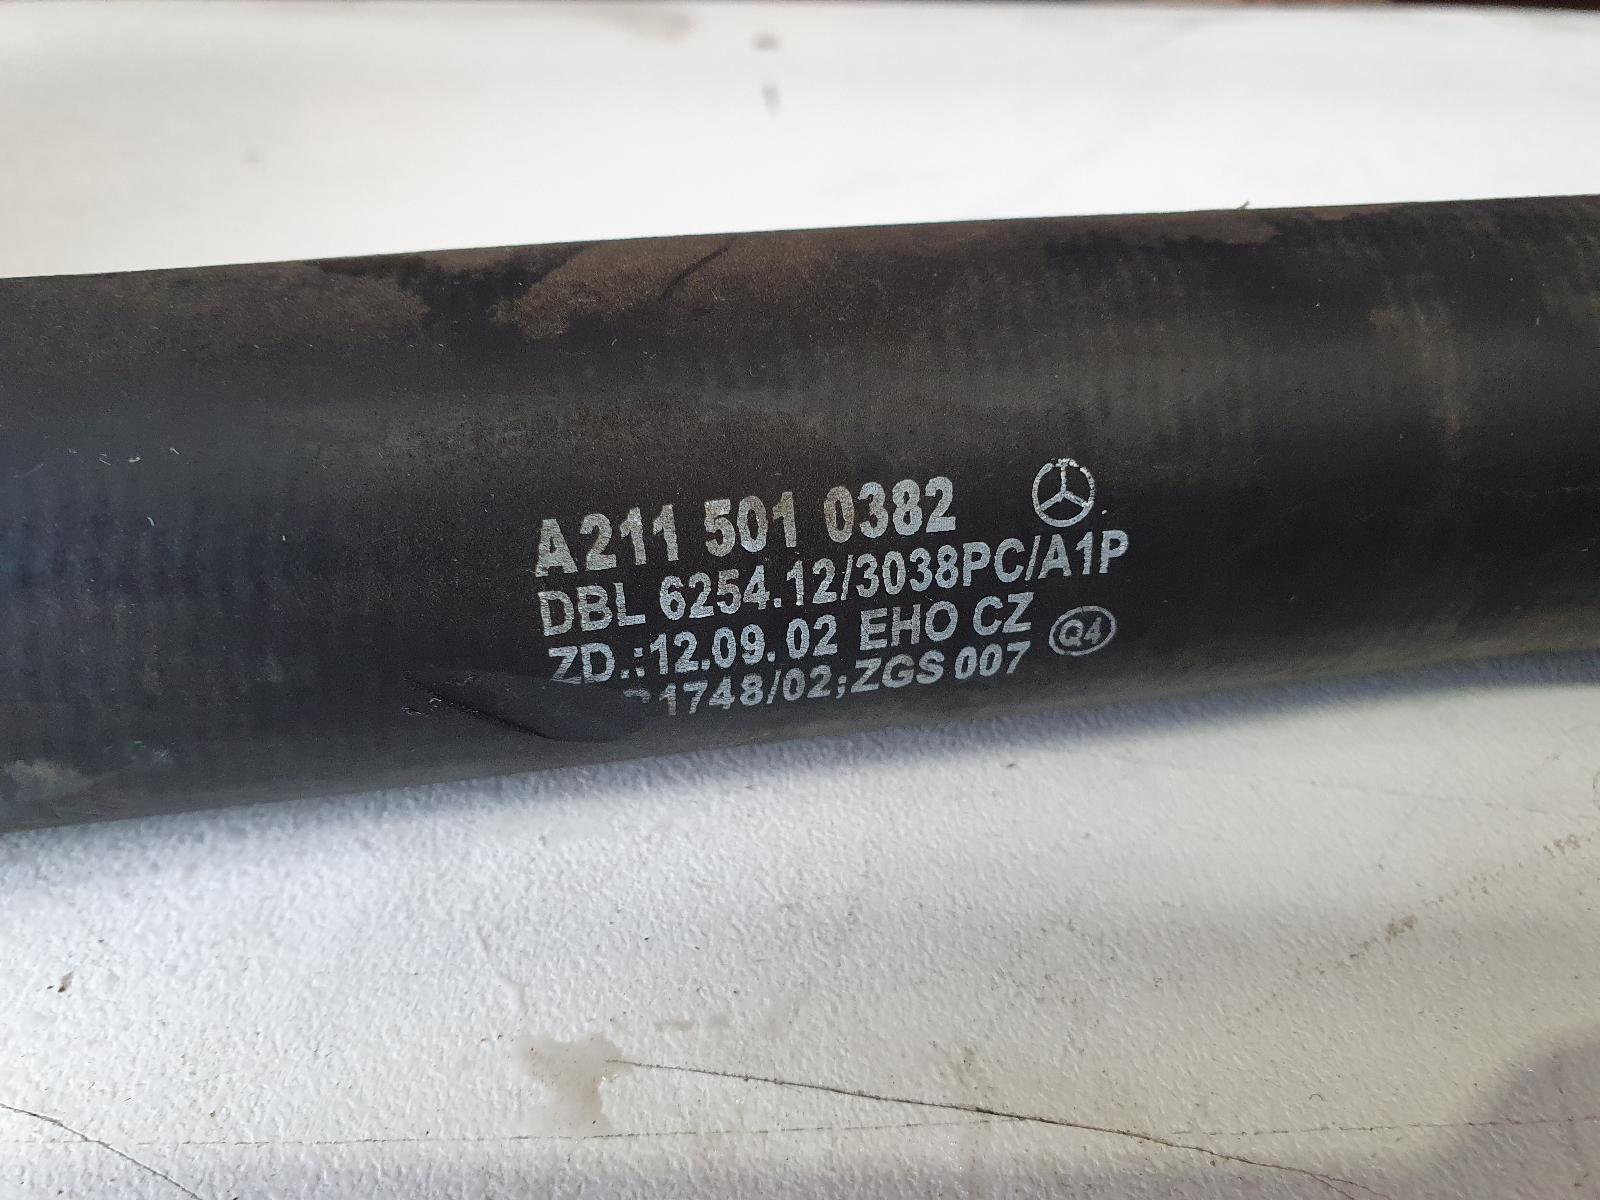 A211 501 0382
DBL 6254.12/3038PC/A1P
ZD.:12.09.02 EHO CZ
1748/02;ZGS 007 Q4